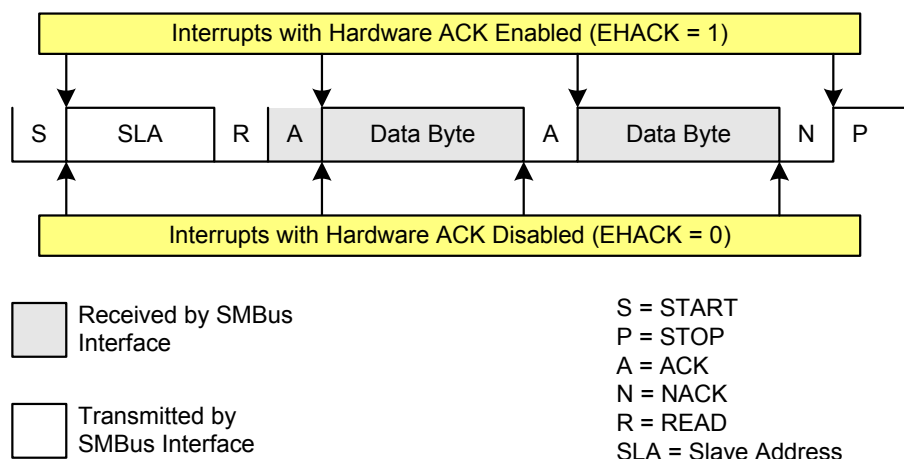 Interrupts with Hardware ACK Enabled (EHACK = 1)
S SLA R A Data Byte A Data Byte N P
Interrupts with Hardware ACK Disabled (EHACK = 0)
Received by SMBus
Interface
Transmitted by
SMBus Interface
S = START
P = STOP
A = ACK
N = NACK
R = READ
SLA = Slave Address